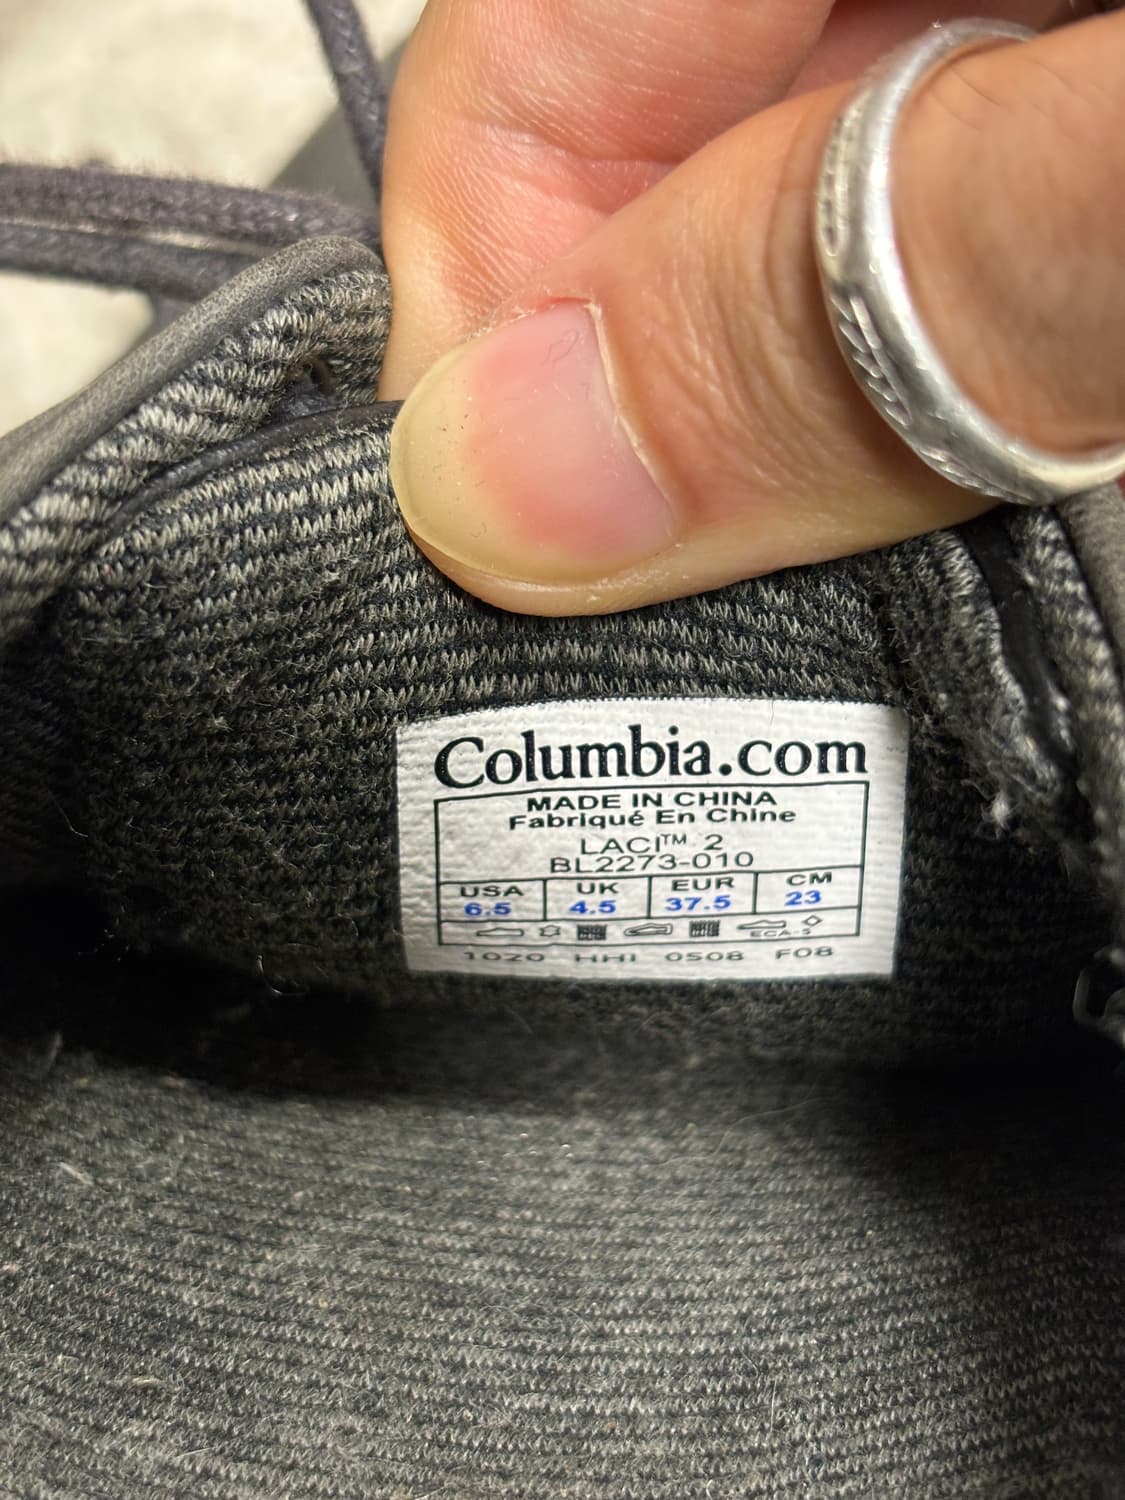 Columbia.com
MADE IN CHINA
Fabriqué En Chine
LACI™ 2
BL2273-010
USA UK EUR CM
6.5 4.5 37.5 23
ECA-5
1020 HHI 0508 F08